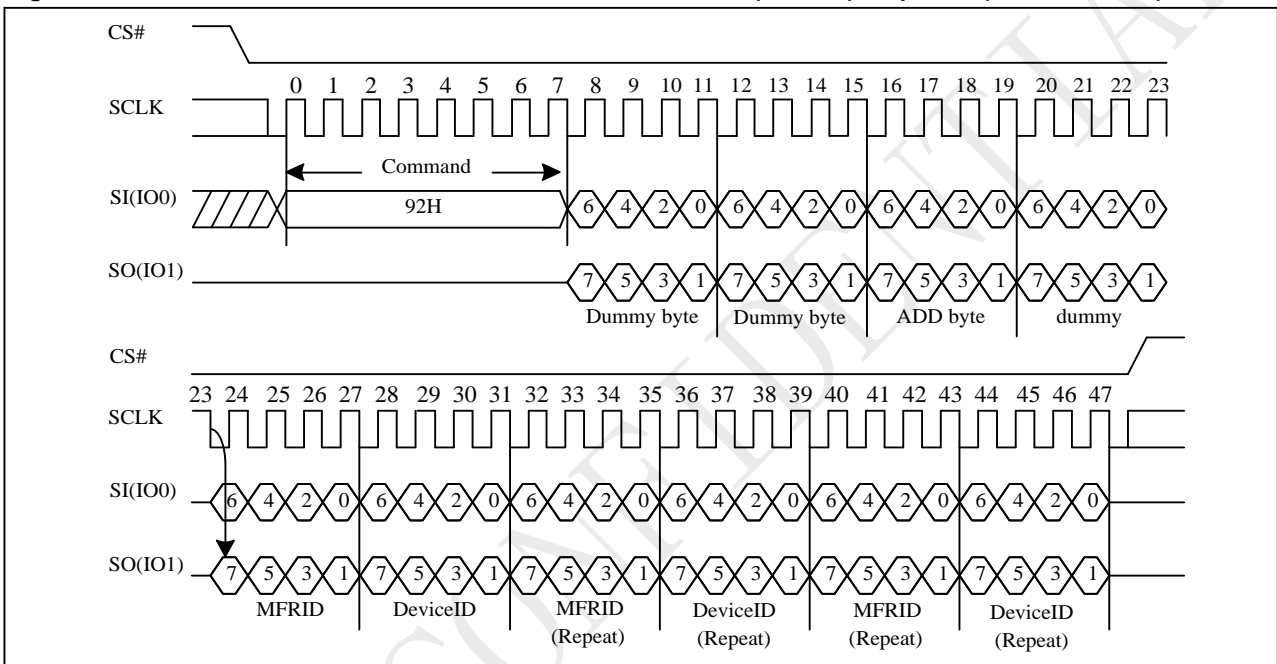 CS#
0 1 2 3 4 5 6 7 8 9 10 11 12 13 14 15 16 17 18 19 20 21 22 23
SCLK
Command
SI(IO0) 92H 6 4 2 0 6 4 2 0 6 4 2 0 6 4 2 0
SO(IO1) 7 5 3 1 7 5 3 1 7 5 3 1 7 5 3 1
Dummy byte Dummy byte ADD byte dummy
CS#
23 24 25 26 27 28 29 30 31 32 33 34 35 36 37 38 39 40 41 42 43 44 45 46 47
SCLK
SI(IO0) 6 4 2 0 6 4 2 0 6 4 2 0 6 4 2 0 6 4 2 0 6 4 2 0
SO(IO1) 7 5 3 1 7 5 3 1 7 5 3 1 7 5 3 1 7 5 3 1 7 5 3 1
MFRID DeviceID MFRID DeviceID MFRID DeviceID
(Repeat) (Repeat) (Repeat) (Repeat)
CONFIDENTIAL